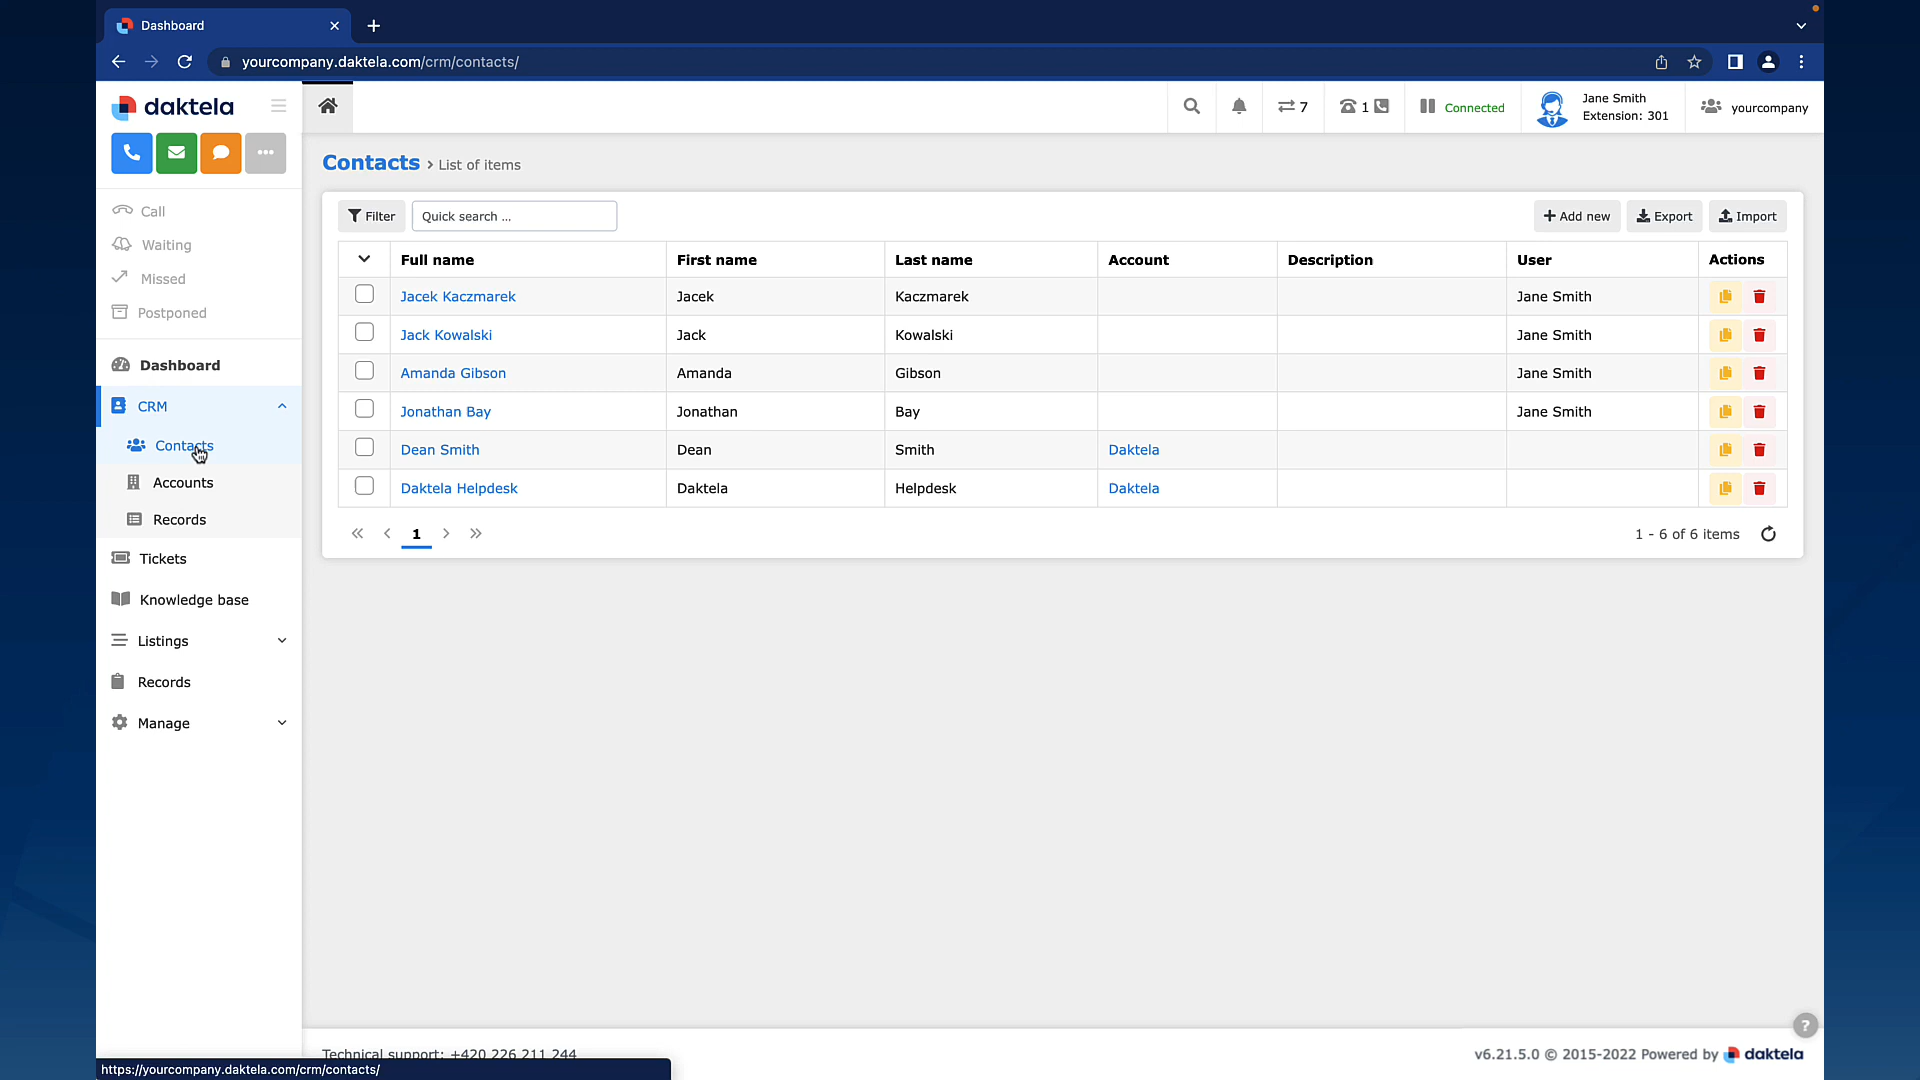 Dashboard
yourcompany.daktela.com/crm/contacts/
daktela
7
1
Connected
Jane Smith
Extension: 301
yourcompany
Call
Waiting
Missed
Postponed
Dashboard
CRM
Contacts
Accounts
Records
Tickets
Knowledge base
Listings
Records
Manage
Contacts › List of items
Filter
Quick search ...
Add new
Export
Import
Full name First name Last name Account Description User Actions
Jacek Kaczmarek Jacek Kaczmarek Jane Smith
Jack Kowalski Jack Kowalski Jane Smith
Amanda Gibson Amanda Gibson Jane Smith
Jonathan Bay Jonathan Bay Jane Smith
Dean Smith Dean Smith Daktela
Daktela Helpdesk Daktela Helpdesk Daktela
« ‹ 1 › »
1 - 6 of 6 items
?
Technical support: +420 226 211 244
v6.21.5.0 © 2015-2022 Powered by daktela
https://yourcompany.daktela.com/crm/contacts/